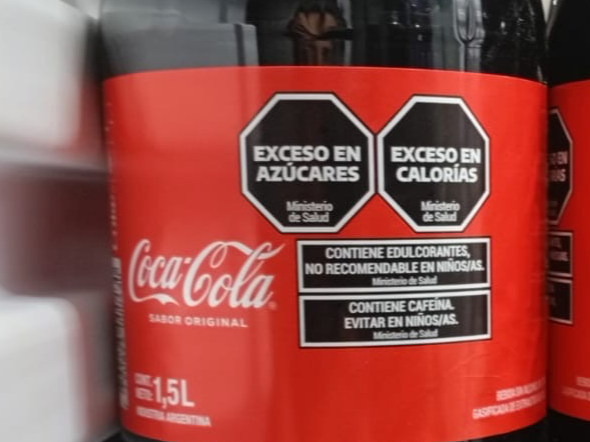 EXCESO EN
AZÚCARES
Ministerio
de Salud
EXCESO EN
CALORÍAS
Ministerio
de Salud
CONTIENE EDULCORANTES,
NO RECOMENDABLE EN NIÑOS/AS.
Ministerio de Salud
CONTIENE CAFEÍNA.
EVITAR EN NIÑOS/AS.
Ministerio de Salud
Coca-Cola
SABOR ORIGINAL
CONT.
NETO: 1,5L
INDUSTRIA ARGENTINA